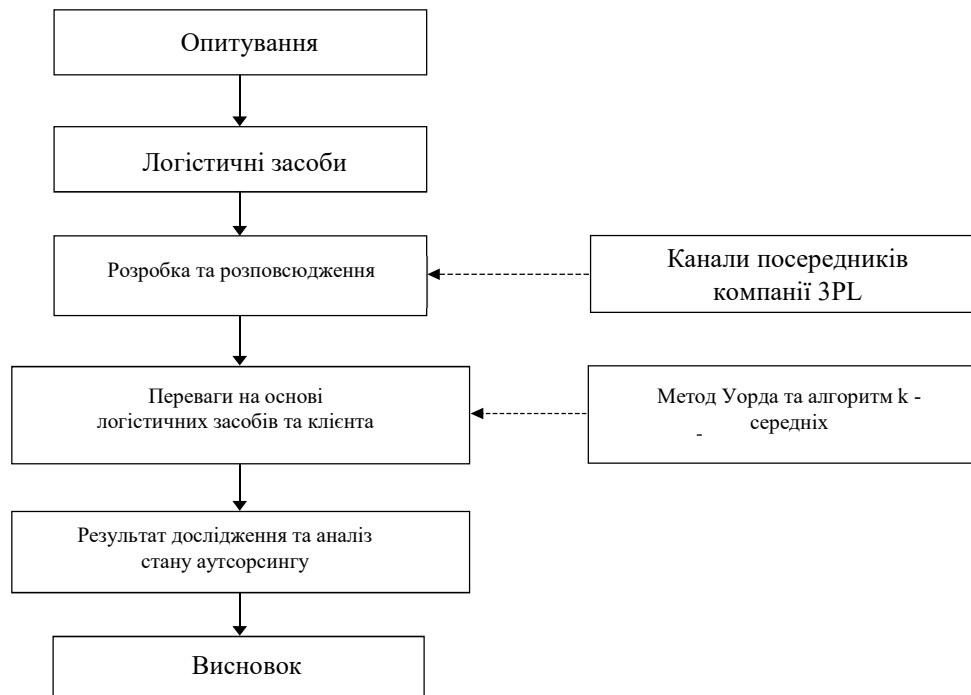 Опитування
Логістичні засоби
Розробка та розповсюдження
Канали посередників
компанії 3PL
Переваги на основі
логістичних засобів та клієнта
Метод Уорда та алгоритм k -
середніх
-
Результат дослідження та аналіз
стану аутсорсингу
Висновок